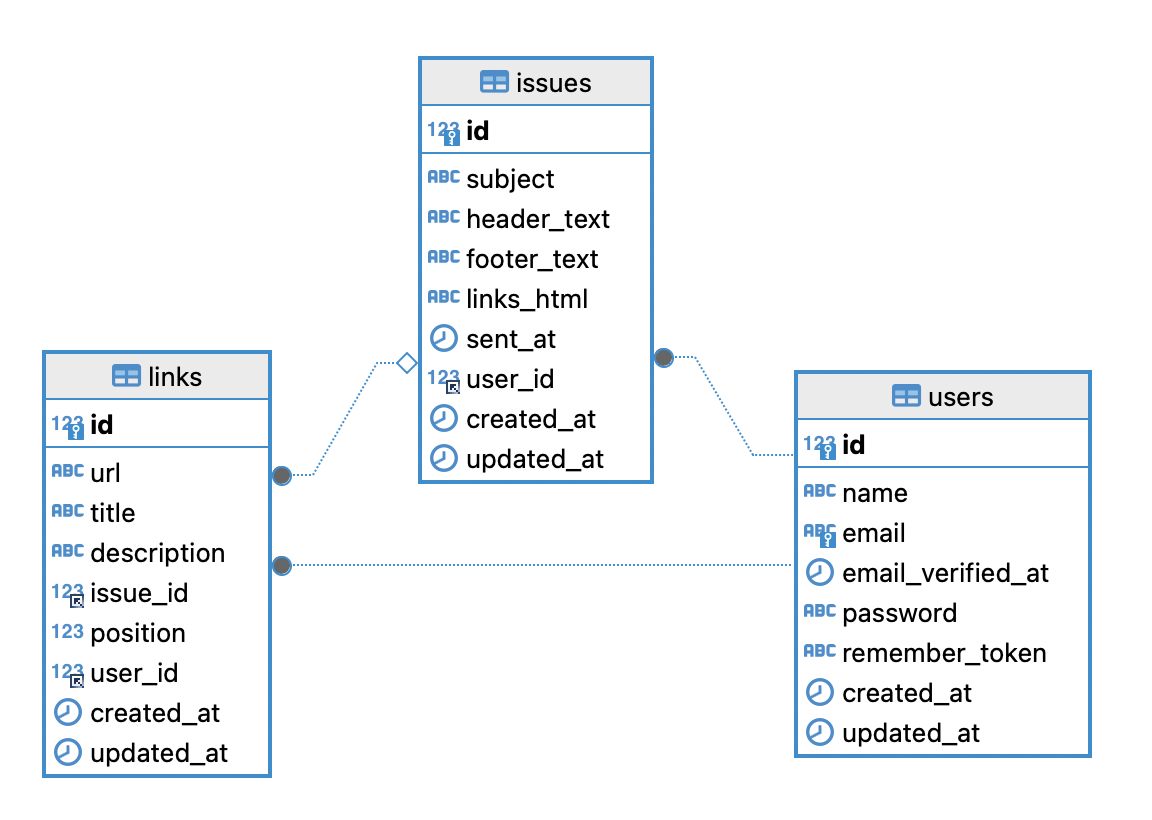 issues
123 id
ABC subject
ABC header_text
ABC footer_text
ABC links_html
sent_at
123 user_id
created_at
updated_at
links
123 id
ABC url
ABC title
ABC description
123 issue_id
123 position
123 user_id
created_at
updated_at
users
123 id
ABC name
ABC email
email_verified_at
ABC password
ABC remember_token
created_at
updated_at